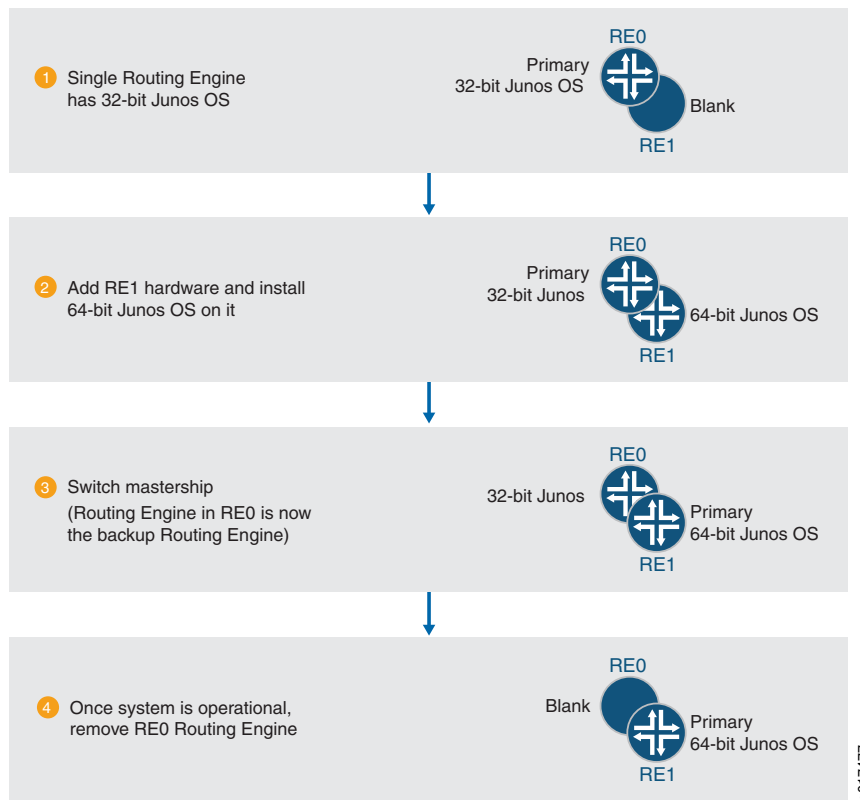 RE0
1 Single Routing Engine
has 32-bit Junos OS
Primary
32-bit Junos OS
Blank
RE1
2 Add RE1 hardware and install
64-bit Junos OS on it
RE0
Primary
32-bit Junos
64-bit Junos OS
RE1
3 Switch mastership
(Routing Engine in RE0 is now
the backup Routing Engine)
RE0
32-bit Junos
Primary
64-bit Junos OS
RE1
4 Once system is operational,
remove RE0 Routing Engine
RE0
Blank
Primary
64-bit Junos OS
RE1